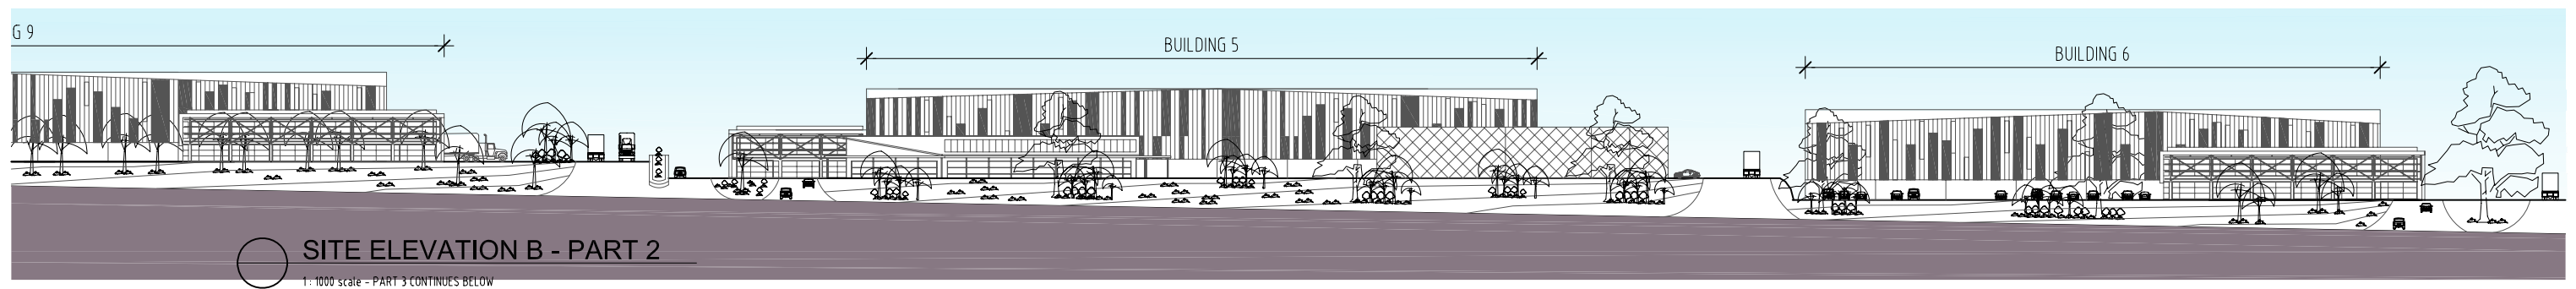 G 9
BUILDING 5
BUILDING 6
SITE ELEVATION B - PART 2
1 : 1000 scale - PART 3 CONTINUES BELOW